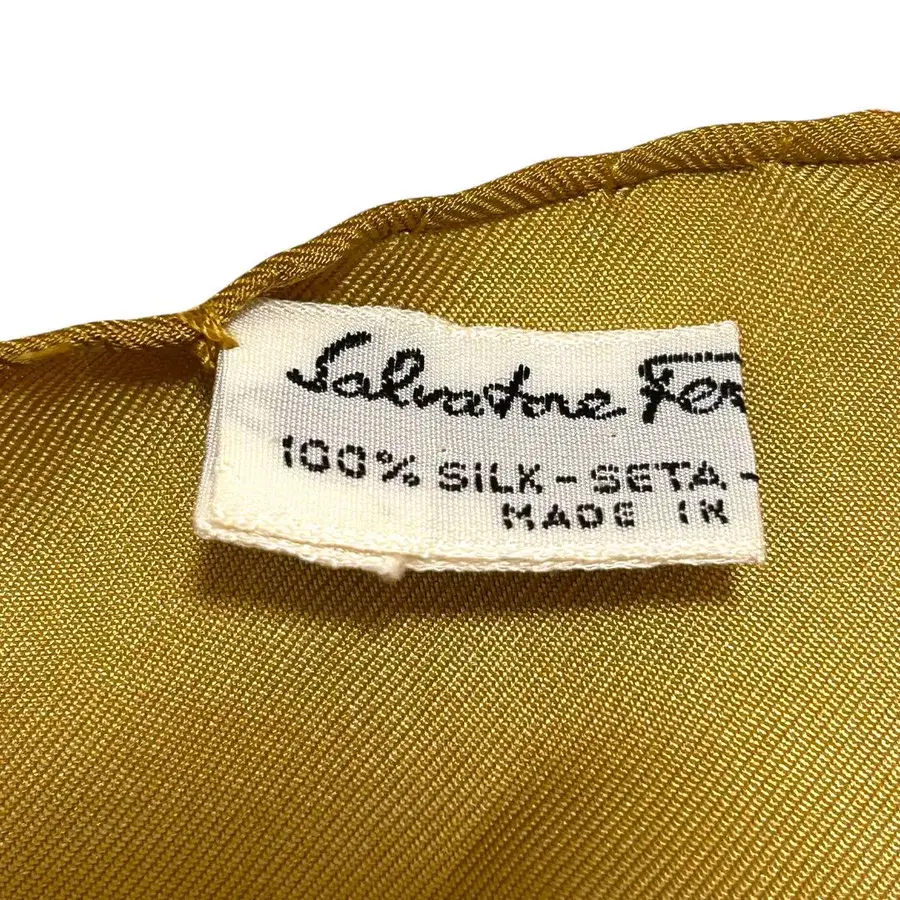 Salvatore Fer
100% SILK - SETA -
MADE IN